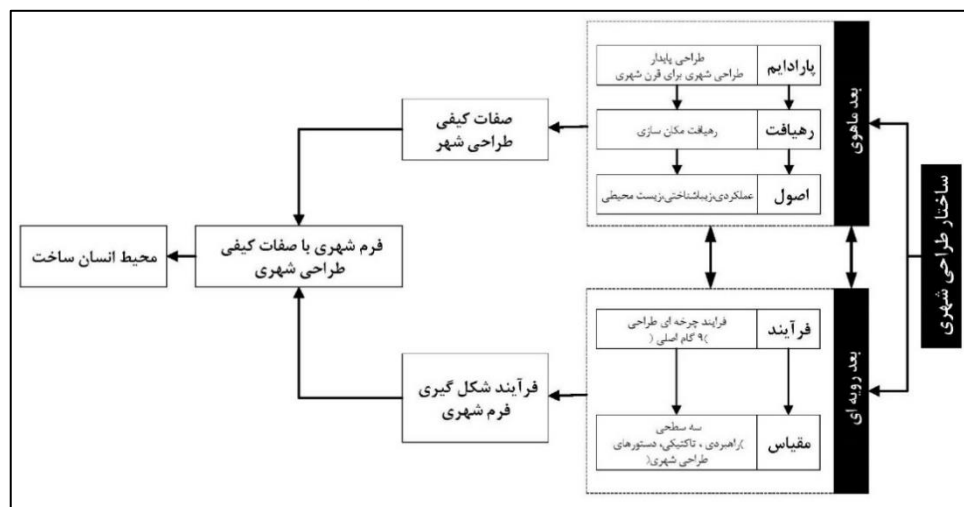 ساختار طراحی شهری
بعد ماهوی
پارادایم
طراحی پایدار
طراحی شهری برای قرن شهری
رهیافت
رهیافت مکان سازی
اصول
عملکردی،زیباشناختی،زیست محیطی
بعد رویه ای
فرآیند
فرایند چرخه ای طراحی
)۹ گام اصلی (
مقیاس
سه سطحی
)راهبردی ، تاکتیکی، دستورهای
طراحی شهری(
صفات کیفی
طراحی شهر
فرآیند شکل گیری
فرم شهری
فرم شهری با صفات کیفی
طراحی شهری
محیط انسان ساخت